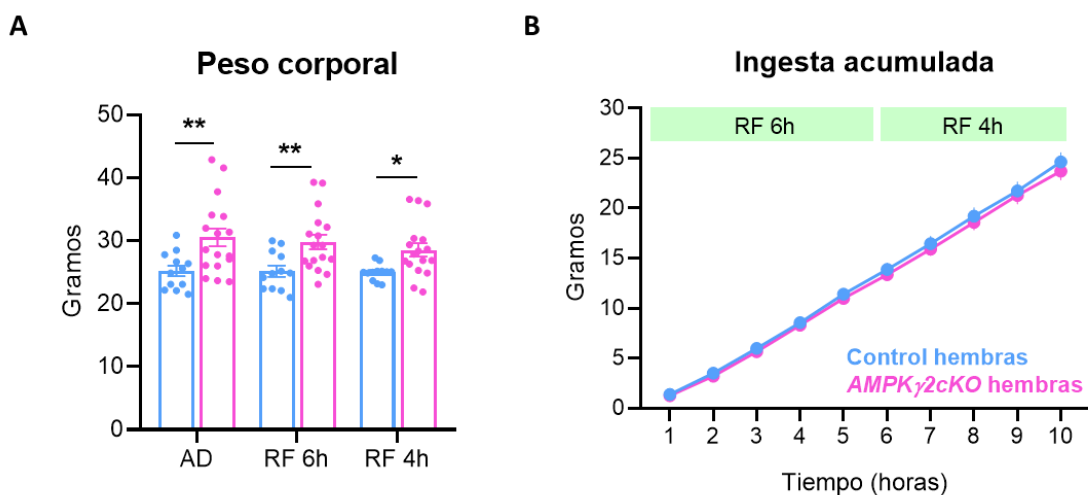 A
Peso corporal
Gramos
50
40
30
20
10
0
**
**
*
AD
RF 6h
RF 4h
B
Ingesta acumulada
Gramos
30
25
20
15
10
5
0
RF 6h
RF 4h
Control hembras
AMPKγ2cKO hembras
1 2 3 4 5 6 7 8 9 10
Tiempo (horas)